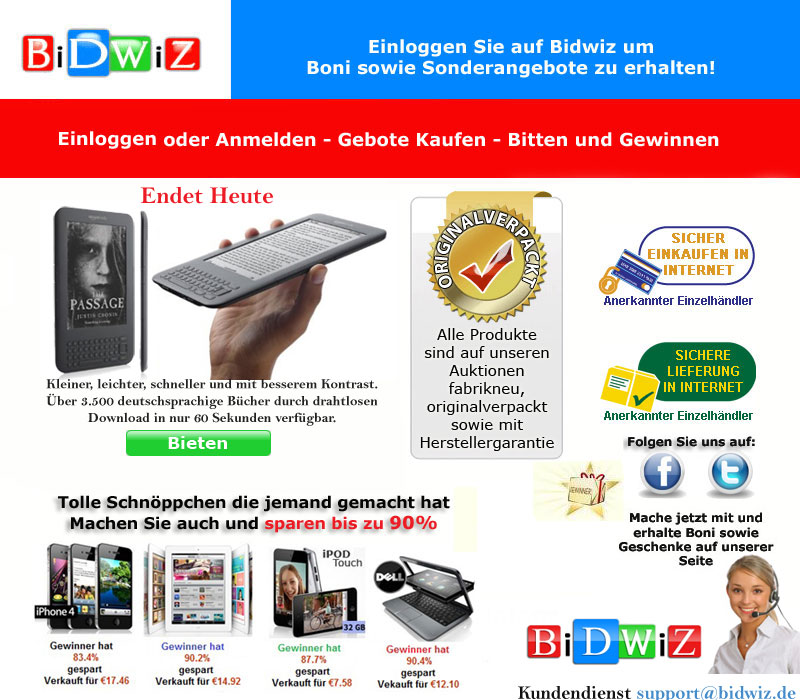 BiDWiZ
Einloggen Sie auf Bidwiz um
Boni sowie Sonderangebote zu erhalten!
Einloggen oder Anmelden - Gebote Kaufen - Bitten und Gewinnen
Endet Heute
THE
PASSAGE
JUSTIN CRONIN
Kleiner, leichter, schneller und mit besserem Kontrast.
Über 3.500 deutschsprachige Bücher durch drahtlosen
Download in nur 60 Sekunden verfügbar.
Bieten
ORIGINALVERPACKT
Alle Produkte
sind auf unseren
Auktionen
fabrikneu,
originalverpackt
sowie mit
Herstellergarantie
SICHER
EINKAUFEN IN
INTERNET
Anerkannter Einzelhändler
SICHERE
LIEFERUNG
IN INTERNET
Anerkannter Einzelhändler
Folgen Sie uns auf:
f t
GEWINNER
Mache jetzt mit und
erhalte Boni sowie
Geschenke auf unserer
Seite
Tolle Schnöppchen die jemand gemacht hat
Machen Sie auch und sparen bis zu 90%
iPhone 4
iPOD
Touch
32 GB
DELL
Gewinner hat
83.4%
gespart
Verkauft für €17.46
Gewinner hat
90.2%
gespart
Verkauft für €14.92
Gewinner hat
87.7%
gespart
Verkauft für €7.58
Gewinner hat
90.4%
gespart
Vekauft für €12.10
BiDWiZ
Kundendienst support@bidwiz.de